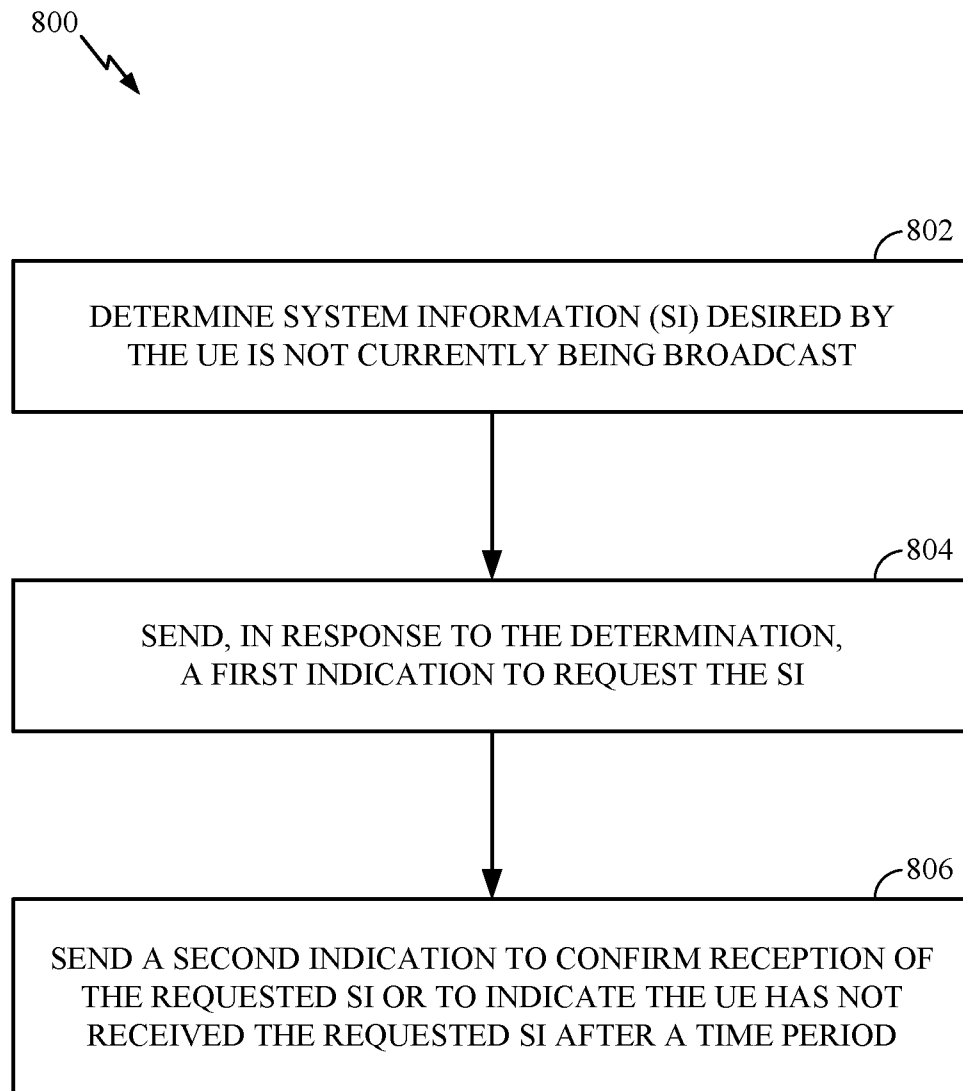 800
802
DETERMINE SYSTEM INFORMATION (SI) DESIRED BY
THE UE IS NOT CURRENTLY BEING BROADCAST
804
SEND, IN RESPONSE TO THE DETERMINATION,
A FIRST INDICATION TO REQUEST THE SI
806
SEND A SECOND INDICATION TO CONFIRM RECEPTION OF
THE REQUESTED SI OR TO INDICATE THE UE HAS NOT
RECEIVED THE REQUESTED SI AFTER A TIME PERIOD